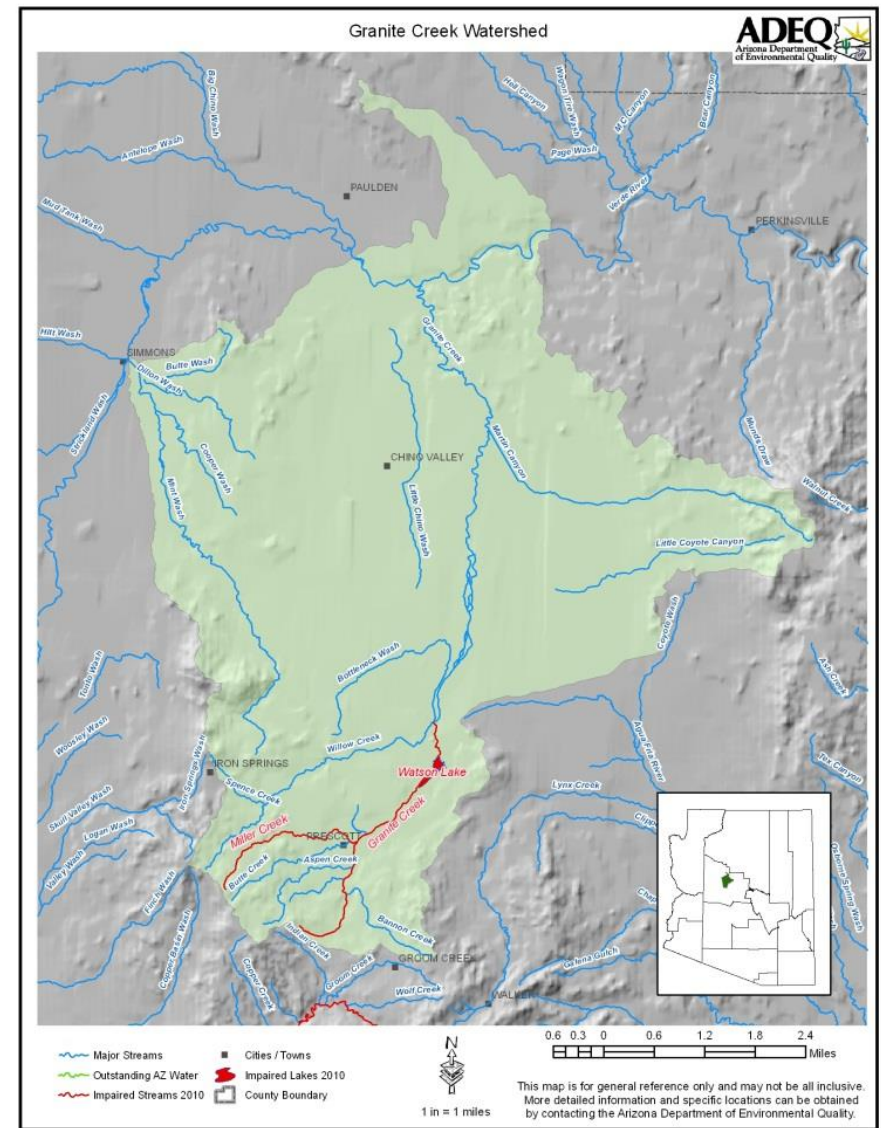 Granite Creek Watershed
ADEQ
Arizona Department
of Environmental Quality
Big Chino Wash
Hell Canyon
Wagon Tire Wash
M C Canyon
Bear Canyon
Antelope Wash
Page Wash
PAULDEN
Verde River
Mud Tank Wash
PERKINSVILLE
Granite Creek
Hitt Wash
SIMMONS
Butte Wash
Dillon Wash
Strickland Wash
Martin Canyon
Munds Draw
Cooper Wash
CHINO VALLEY
Walnut Creek
Mint Wash
Little Chino Wash
Little Coyote Canyon
Coyote Wash
Bottleneck Wash
Tonto Wash
Ash Creek
Woosley Wash
Willow Creek
Agua Fria River
Iron Springs Wash
IRON SPRINGS
Watson Lake
Tex Canyon
Spence Creek
Lynx Creek
Skull Valley Wash
Logan Wash
Miller Creek
Granite Creek
Valley Wash
PRESCOTT
Aspen Creek
Butte Creek
Osborne Spring Wash
Finch Wash
Bannon Creek
Indian Creek
Copper Basin Wash
GROOM CREEK
Galena Gulch
Groom Creek
Copper Creek
Wolf Creek
WALKER
Major Streams
Outstanding AZ Water
Impaired Streams 2010
Cities / Towns
Impaired Lakes 2010
County Boundary
N
1 in = 1 miles
0.6 0.3 0 0.6 1.2 1.8 2.4
Miles
This map is for general reference only and may not be all inclusive.
More detailed information and specific locations can be obtained
by contacting the Arizona Department of Environmental Quality.